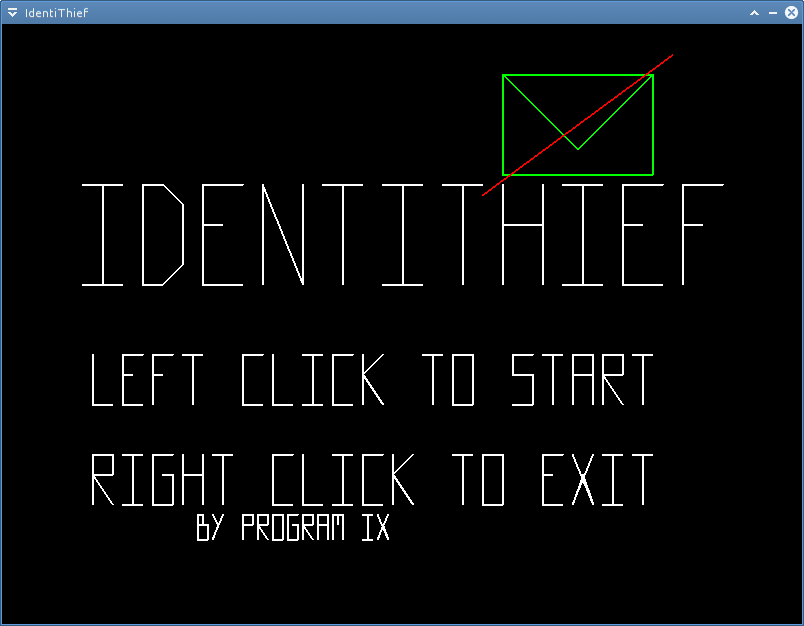 IdentiThief
IDENTITHIEF
LEFT CLICK TO START
RIGHT CLICK TO EXIT
BY PROGRAM IX